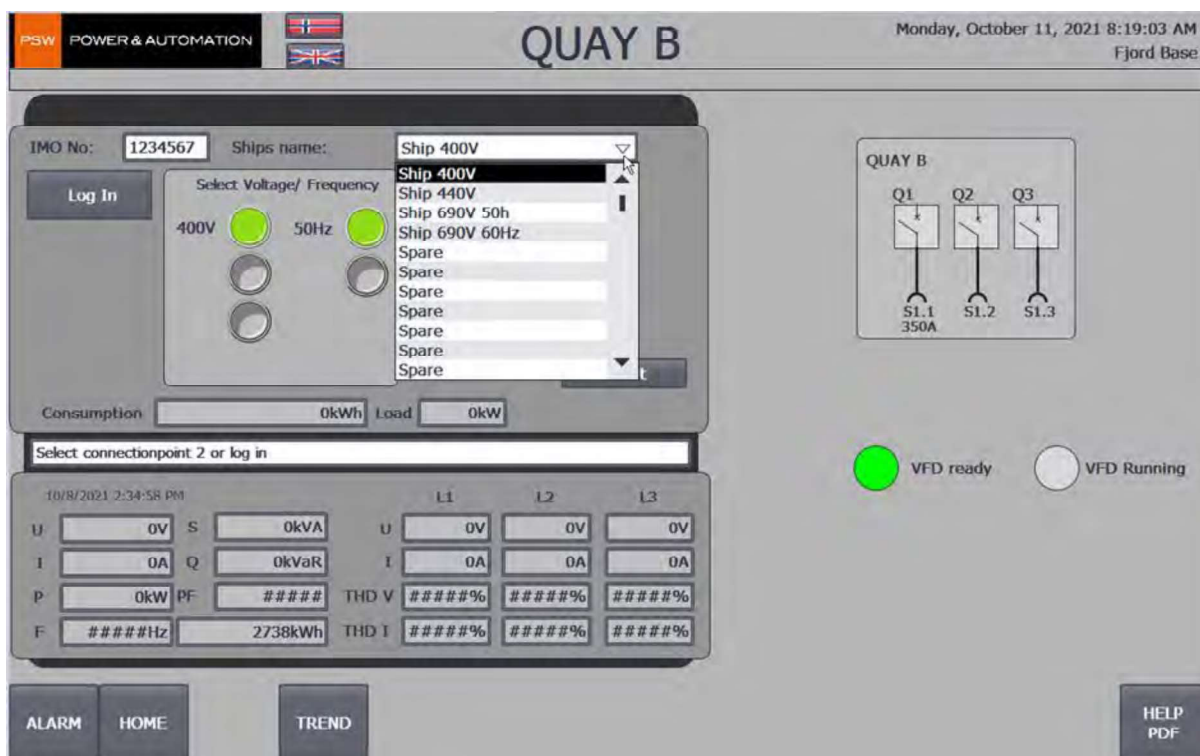 PSW POWER & AUTOMATION
QUAY B
Monday, October 11, 2021 8:19:03 AM
Fjord Base
IMO No: 1234567 Ships name: Ship 400V
Log In
Select Voltage/ Frequency
400V 50Hz
Ship 400V
Ship 440V
Ship 690V 50h
Ship 690V 60Hz
Spare
Spare
Spare
Spare
Spare
Spare
Spare
t
Consumption 0kWh Load 0kW
Select connectionpoint 2 or log in
10/8/2021 2:34:58 PM L1 L2 L3
U 0V S 0kVA U 0V 0V 0V
I 0A Q 0kVaR I 0A 0A 0A
P 0kW PF ##### THD V #####% #####% #####%
F #####Hz 2738kWh THD I #####% #####% #####%
QUAY B
Q1 Q2 Q3
S1.1 S1.2 S1.3
350A
VFD ready VFD Running
ALARM HOME TREND HELP PDF